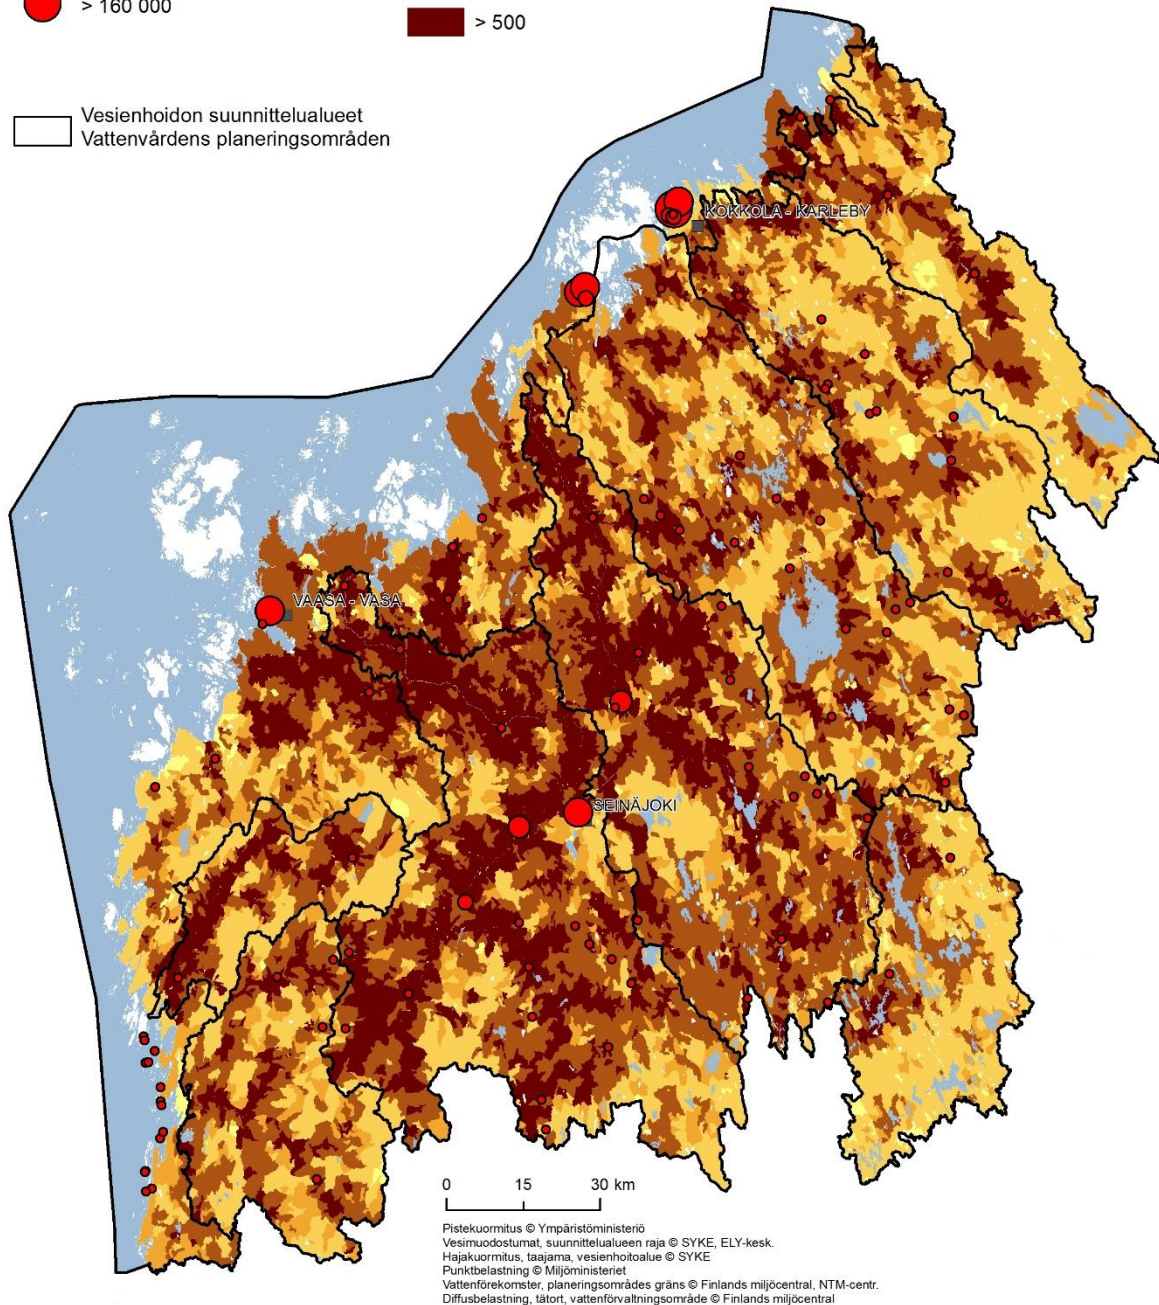 > 160 000
> 500
Vesienhoidon suunnittelualueet
Vattenvårdens planeringsområden
KOKKOLA - KARLEBY
VAASA - VASA
SEINÄJOKI
0 15 30 km
Pistekuormitus © Ympäristöministeriö
Vesimuodostumat, suunnittelualueen raja © SYKE, ELY-kesk.
Hajakuormitus, taajama, vesienhoitoalue © SYKE
Punktbelastning © Miljöministeriet
Vattenförekomster, planeringsområdes gräns © Finlands miljöcentral, NTM-centr.
Diffusbelastning, tätort, vattenförvaltningsområde © Finlands miljöcentral